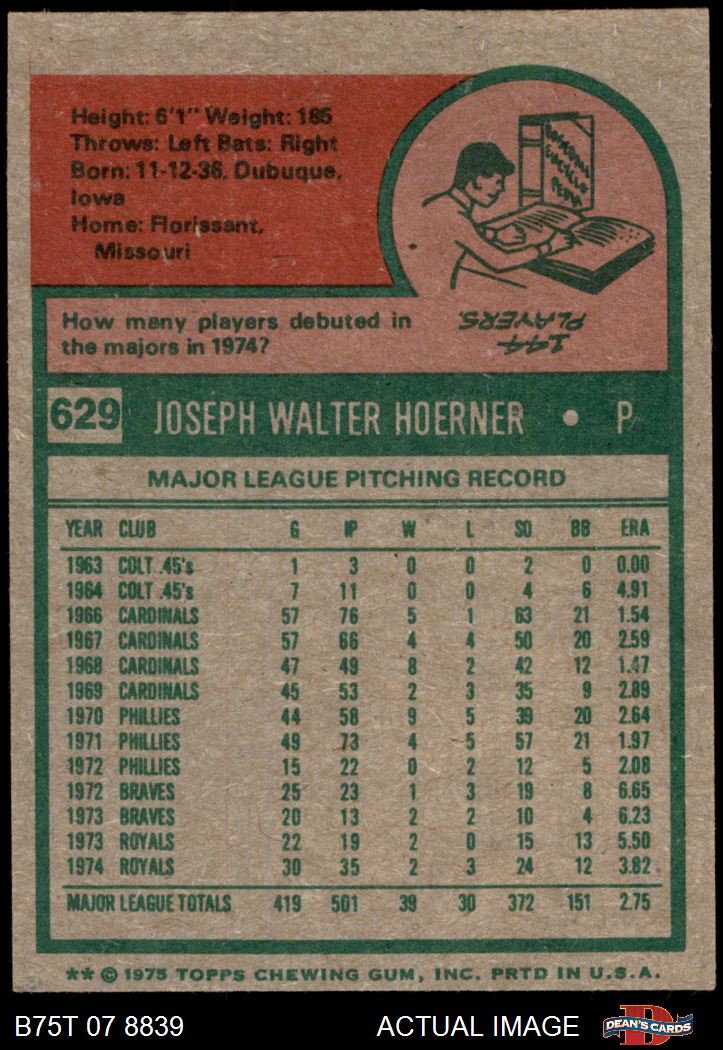 Height: 6'1" Weight: 185
Throws: Left Bats: Right
Born: 11-12-36, Dubuque,
Iowa
Home: Florissant,
Missouri
How many players debuted in
the majors in 1974?
144
PLAYERS
629 JOSEPH WALTER HOERNER • P
MAJOR LEAGUE PITCHING RECORD
YEAR CLUB G IP W L SO BB ERA
1963 COLT .45's 1 3 0 0 2 0 0.00
1964 COLT .45's 7 11 0 0 4 6 4.91
1966 CARDINALS 57 76 5 1 63 21 1.54
1967 CARDINALS 57 66 4 4 50 20 2.59
1968 CARDINALS 47 49 8 2 42 12 1.47
1969 CARDINALS 45 53 2 3 35 9 2.89
1970 PHILLIES 44 58 9 5 39 20 2.64
1971 PHILLIES 49 73 4 5 57 21 1.97
1972 PHILLIES 15 22 0 2 12 5 2.08
1972 BRAVES 25 23 1 3 19 8 6.65
1973 BRAVES 20 13 2 2 10 4 6.23
1973 ROYALS 22 19 2 0 15 13 5.50
1974 ROYALS 30 35 2 3 24 12 3.82
MAJOR LEAGUE TOTALS 419 501 39 30 372 151 2.75
** © 1975 TOPPS CHEWING GUM, INC. PRTD IN U.S.A.
B75T 07 8839 ACTUAL IMAGE D DEAN'S CARDS